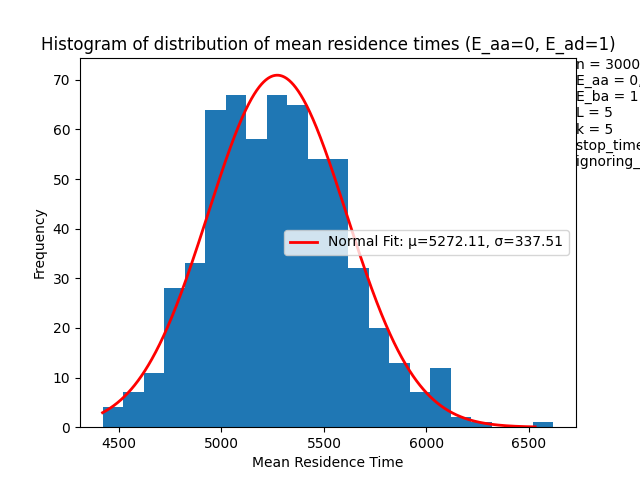 Histogram of distribution of mean residence times (E_aa=0, E_ad=1)
n = 3000
E_aa = 0,
E_ba = 1
L = 5
k = 5
stop_time
ignoring_
Normal Fit: μ=5272.11, σ=337.51
Frequency
70
60
50
40
30
20
10
0
4500 5000 5500 6000 6500
Mean Residence Time